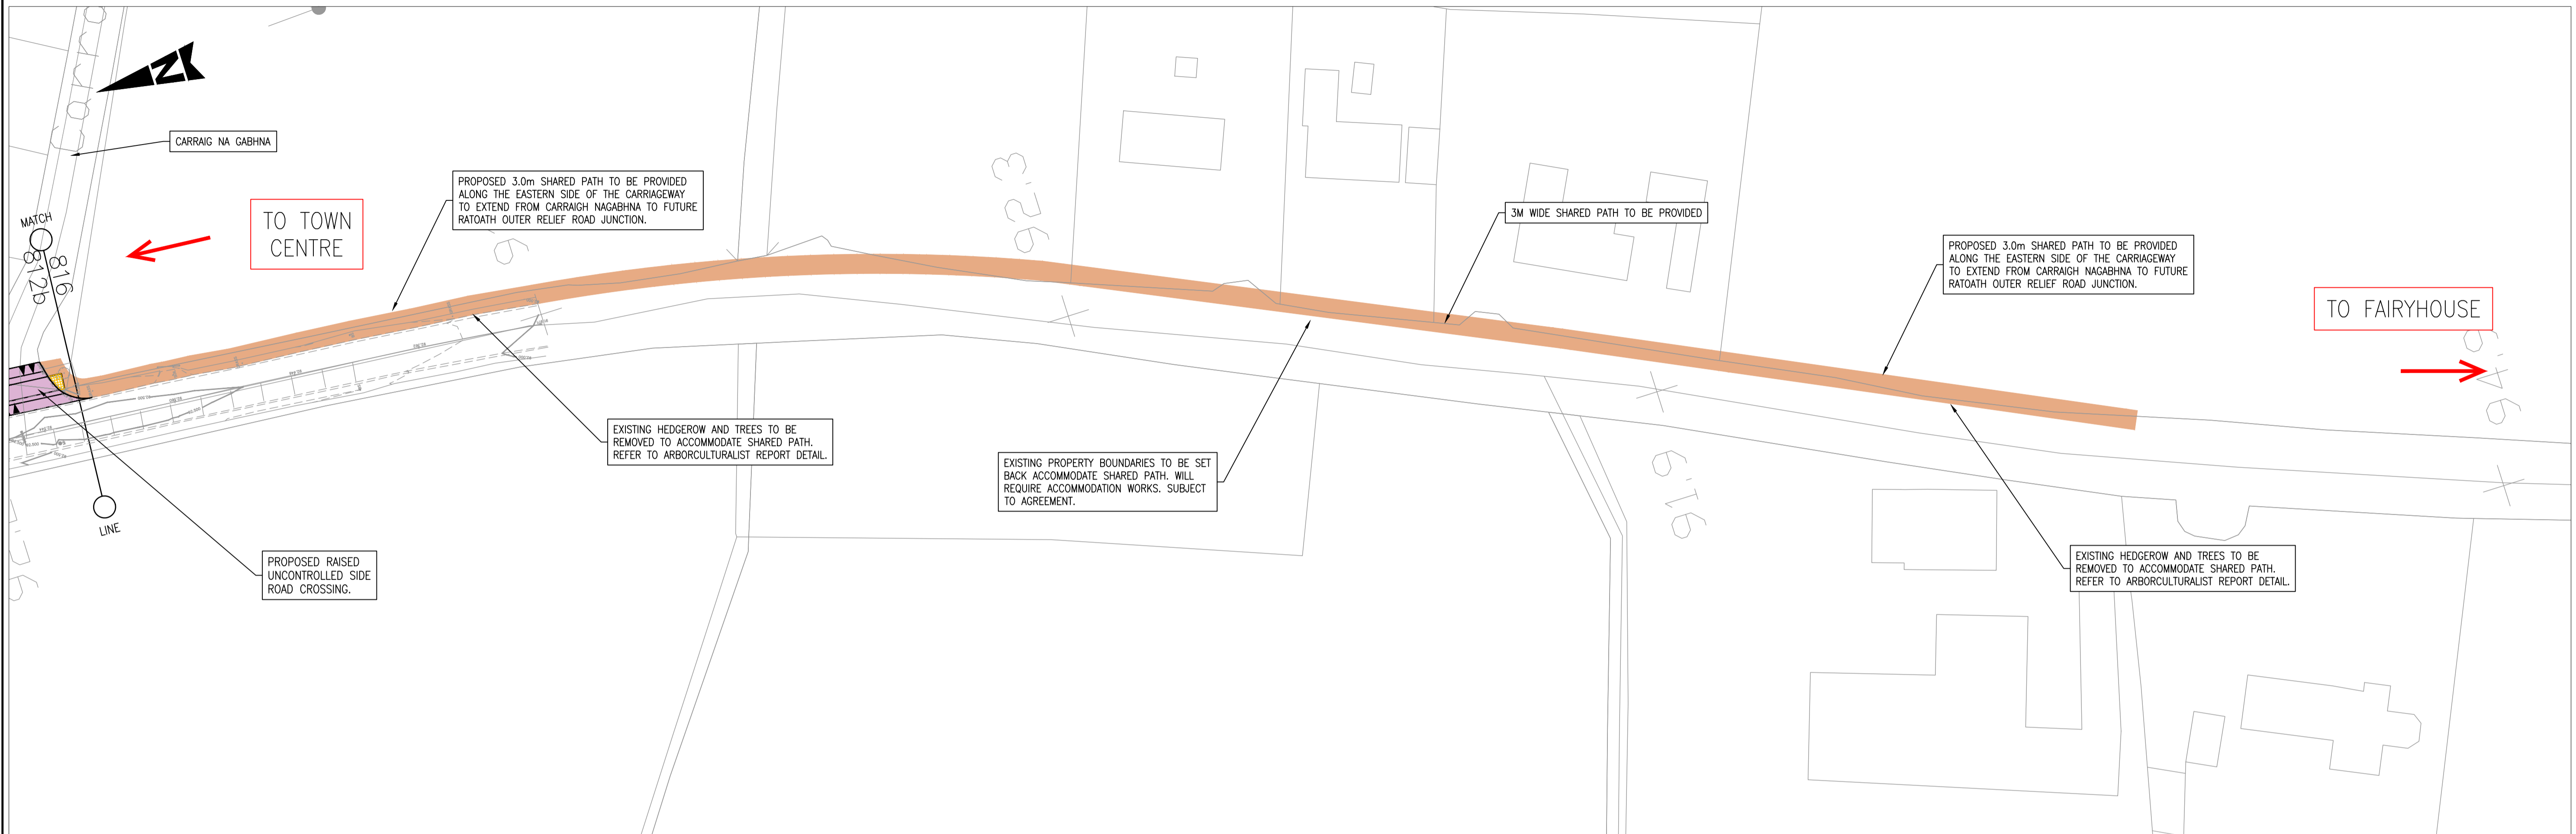 N
CARRAIG NA GABHNA
MATCH
816
812b
LINE
TO TOWN
CENTRE
PROPOSED 3.0m SHARED PATH TO BE PROVIDED
ALONG THE EASTERN SIDE OF THE CARRIAGEWAY
TO EXTEND FROM CARRAIGH NAGABHNA TO FUTURE
RATOATH OUTER RELIEF ROAD JUNCTION.
3M WIDE SHARED PATH TO BE PROVIDED
PROPOSED 3.0m SHARED PATH TO BE PROVIDED
ALONG THE EASTERN SIDE OF THE CARRIAGEWAY
TO EXTEND FROM CARRAIGH NAGABHNA TO FUTURE
RATOATH OUTER RELIEF ROAD JUNCTION.
TO FAIRYHOUSE
EXISTING HEDGEROW AND TREES TO BE
REMOVED TO ACCOMMODATE SHARED PATH.
REFER TO ARBORCULTURALIST REPORT DETAIL.
EXISTING PROPERTY BOUNDARIES TO BE SET
BACK ACCOMMODATE SHARED PATH. WILL
REQUIRE ACCOMMODATION WORKS. SUBJECT
TO AGREEMENT.
PROPOSED RAISED
UNCONTROLLED SIDE
ROAD CROSSING.
EXISTING HEDGEROW AND TREES TO BE
REMOVED TO ACCOMMODATE SHARED PATH.
REFER TO ARBORCULTURALIST REPORT DETAIL.